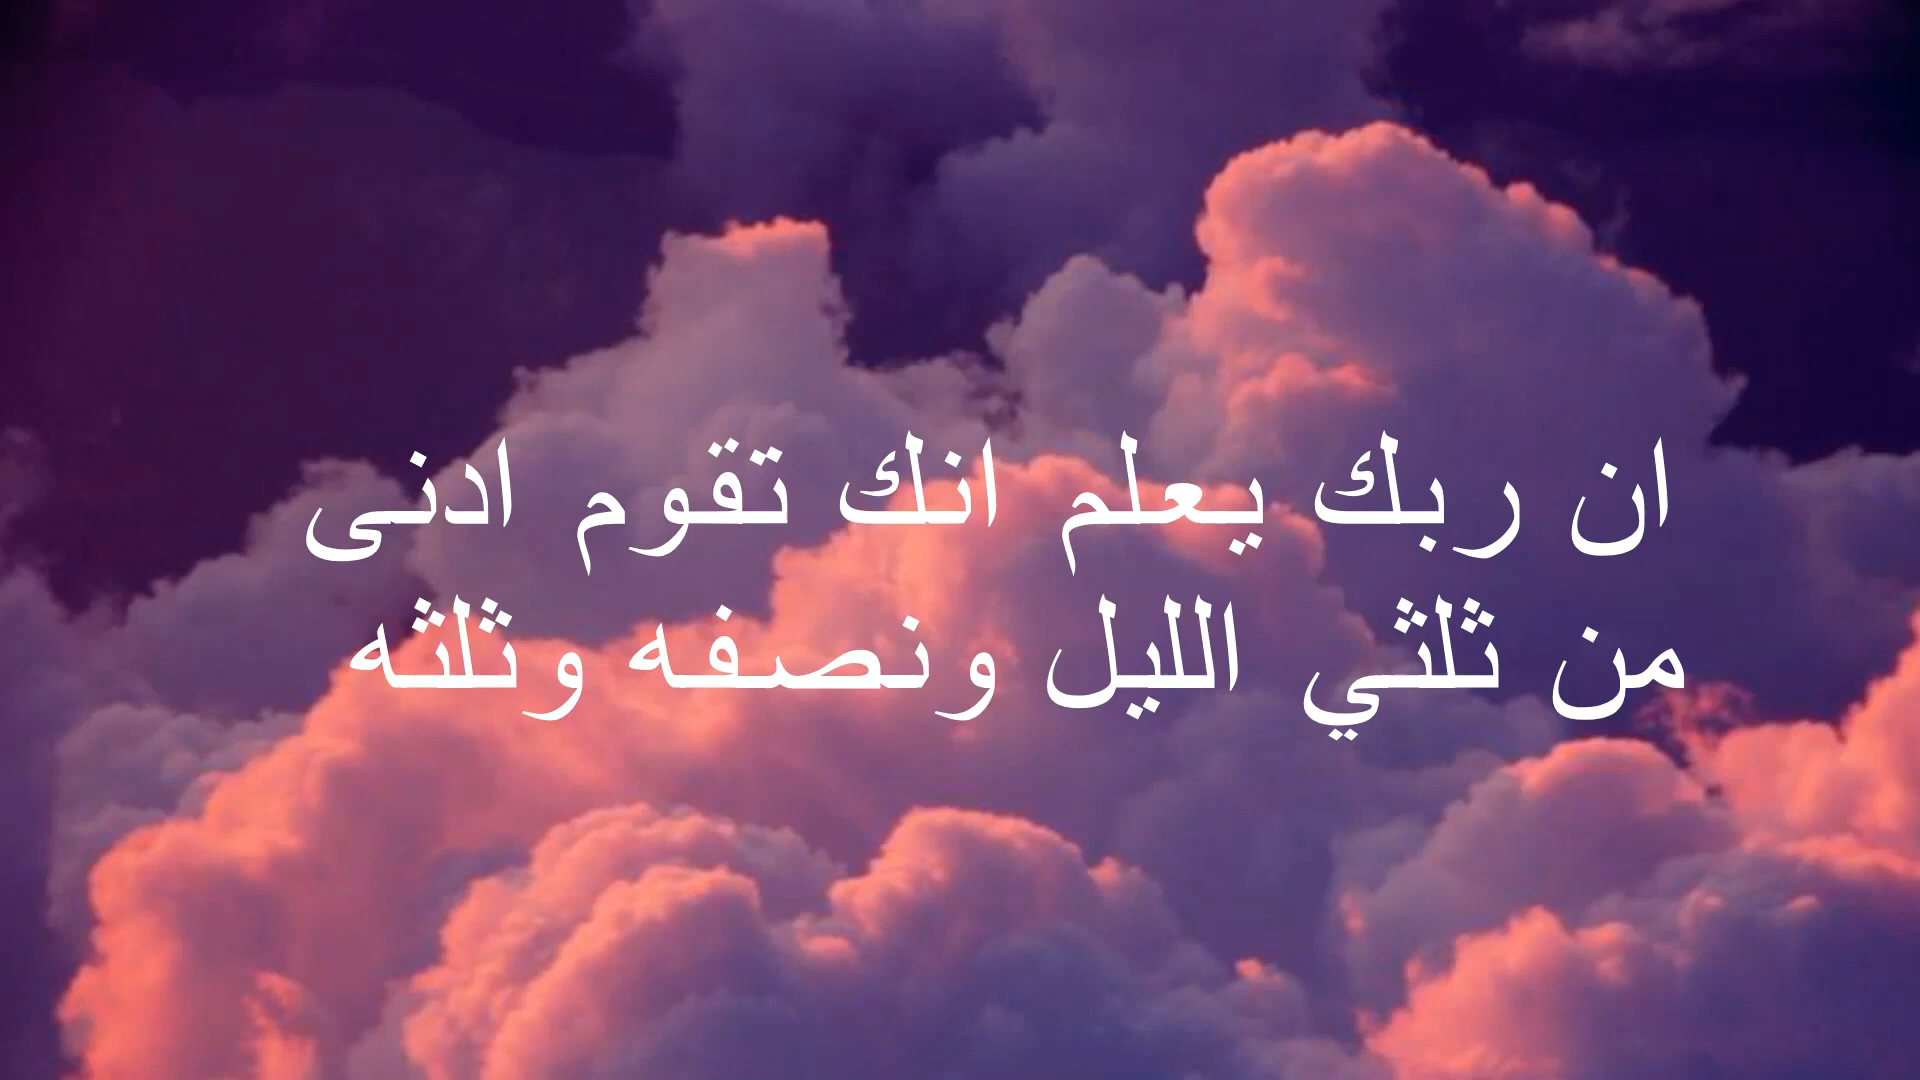 ان ربك يعلم انك تقوم ادنى
من ثلثي الليل ونصفه وثلثه